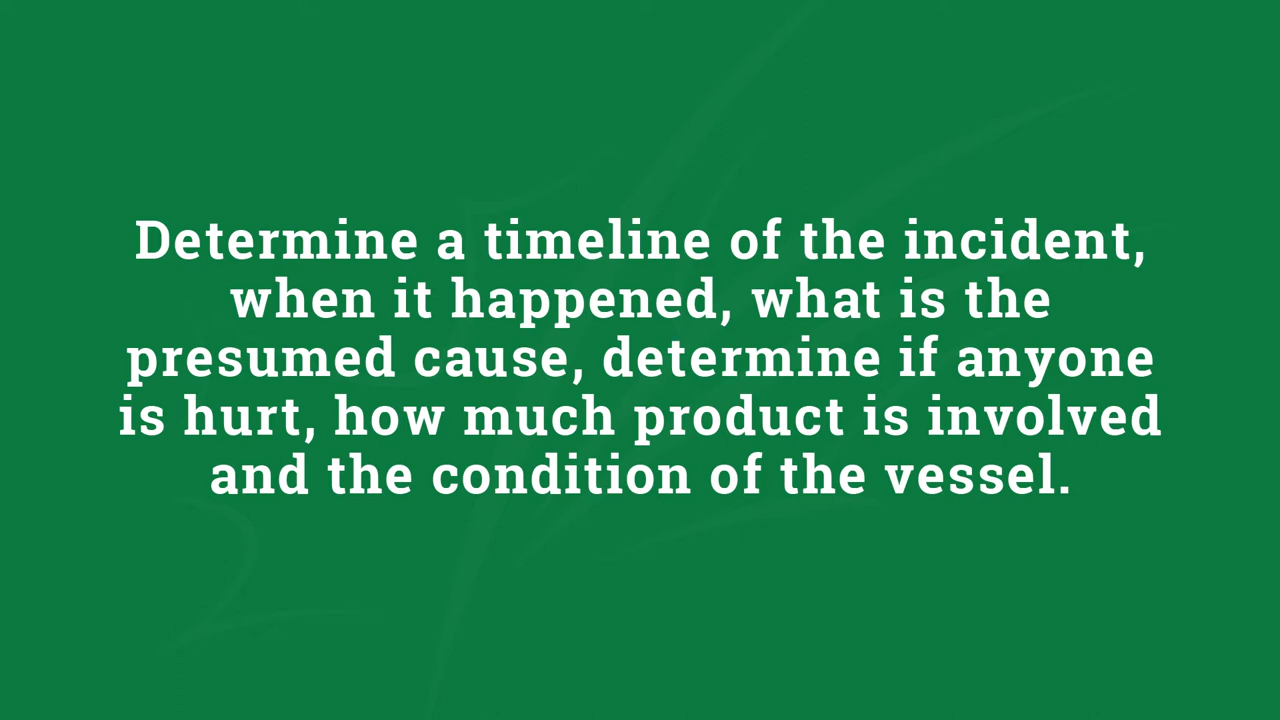 Determine a timeline of the incident,
when it happened, what is the
presumed cause, determine if anyone
is hurt, how much product is involved
and the condition of the vessel.